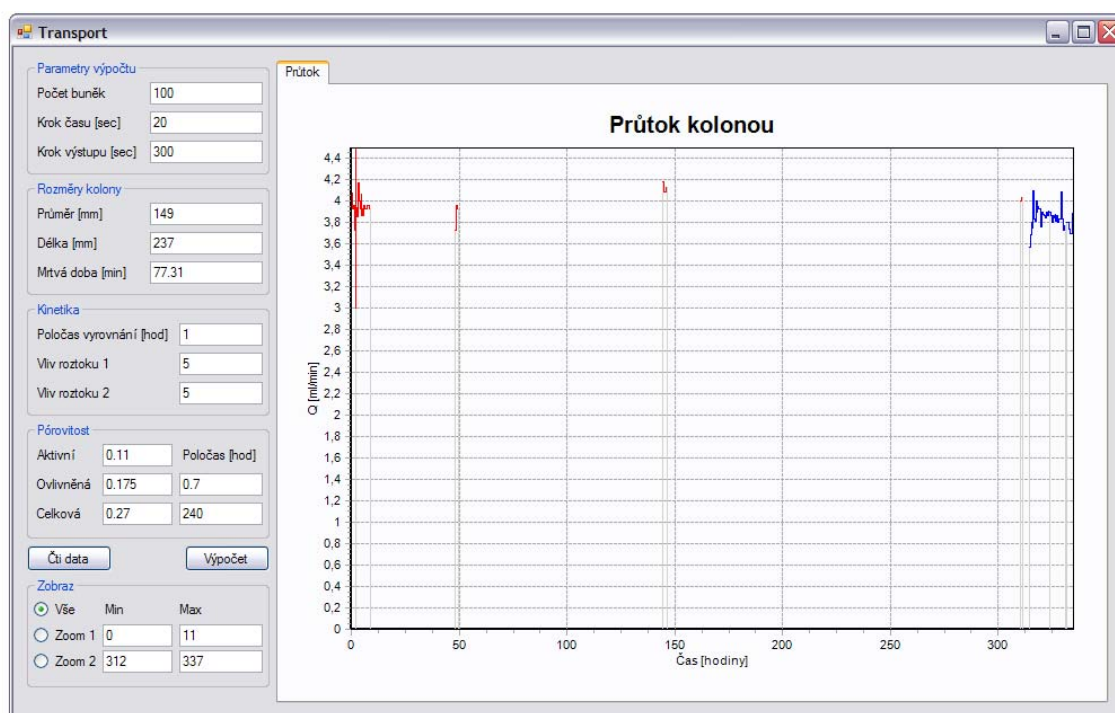 Transport
Parametry výpočtu
Počet buněk 100
Krok času [sec] 20
Krok výstupu [sec] 300
Rozměry kolony
Průměr [mm] 149
Délka [mm] 237
Mrtvá doba [min] 77.31
Kinetika
Poločas vyrovnání [hod] 1
Vliv roztoku 1 5
Vliv roztoku 2 5
Pórovitost
Aktivní 0.11 Poločas [hod]
Ovlivněná 0.175 0.7
Celková 0.27 240
Čti data Výpočet
Zobraz
Vše Min Max
Zoom 1 0 11
Zoom 2 312 337
Průtok
Průtok kolonou
Q [ml/min]
4,4
4,2
4
3,8
3,6
3,4
3,2
3
2,8
2,6
2,4
2,2
2
1,8
1,6
1,4
1,2
1
0,8
0,6
0,4
0,2
0
0 50 100 150 200 250 300
Čas [hodiny]